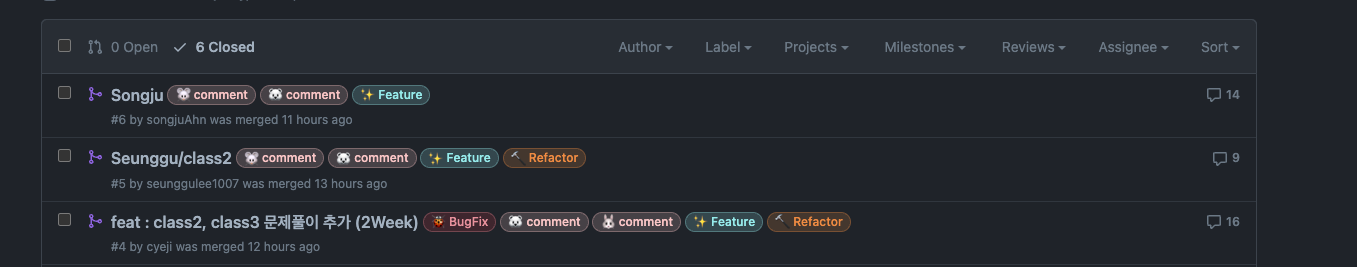 0 Open 6 Closed Author Label Projects Milestones Reviews Assignee Sort
Songju comment comment Feature 14
#6 by songjuAhn was merged 11 hours ago
Seunggu/class2 comment comment Feature Refactor 9
#5 by seunggulee1007 was merged 13 hours ago
feat : class2, class3 문제풀이 추가 (2Week) BugFix comment comment Feature Refactor 16
#4 by cyeji was merged 12 hours ago